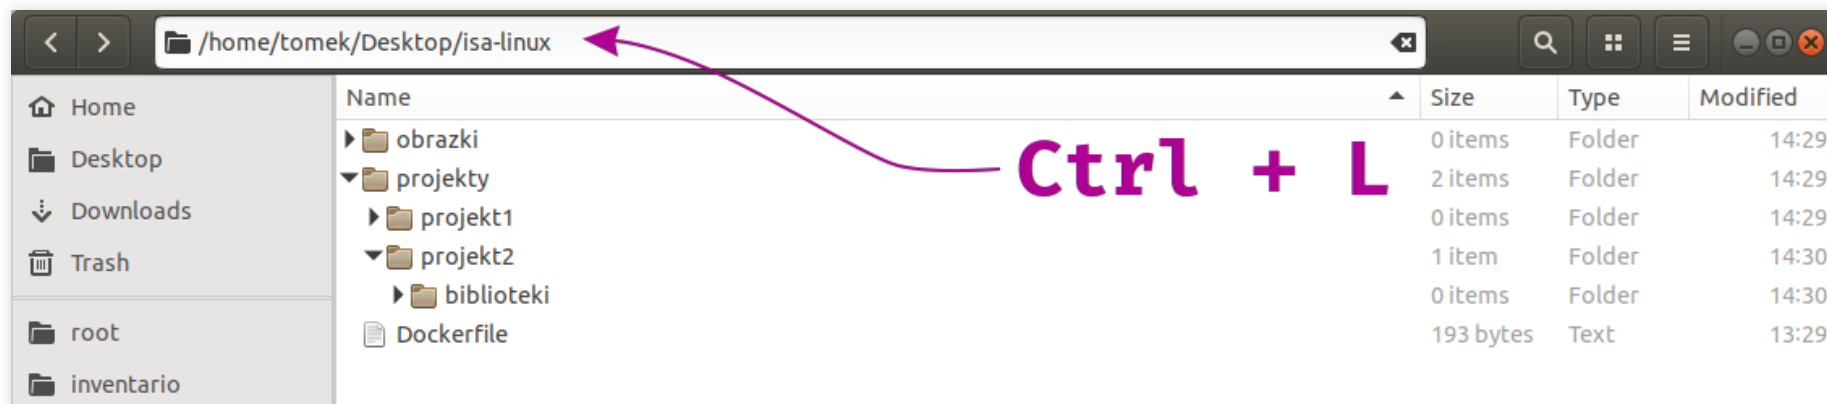 /home/tomek/Desktop/isa-linux
Home
Desktop
Downloads
Trash
root
inventario
Name Size Type Modified
obrazki 0 items Folder 14:29
projekty 2 items Folder 14:29
projekt1 0 items Folder 14:29
projekt2 1 item Folder 14:30
biblioteki 0 items Folder 14:30
Dockerfile 193 bytes Text 13:29
Ctrl + L